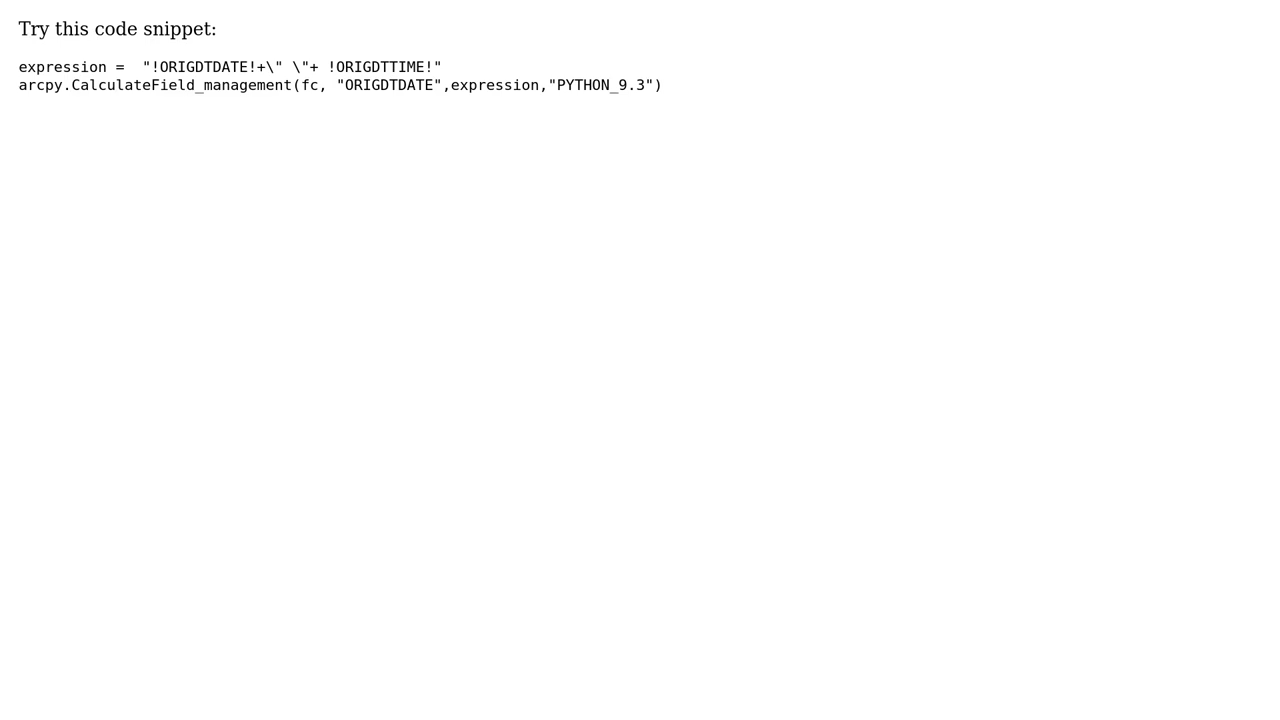 Try this code snippet:
expression =  "!ORIGDTDATE!+\" \"+ !ORIGDTTIME!"
arcpy.CalculateField_management(fc, "ORIGDTDATE",expression,"PYTHON_9.3")